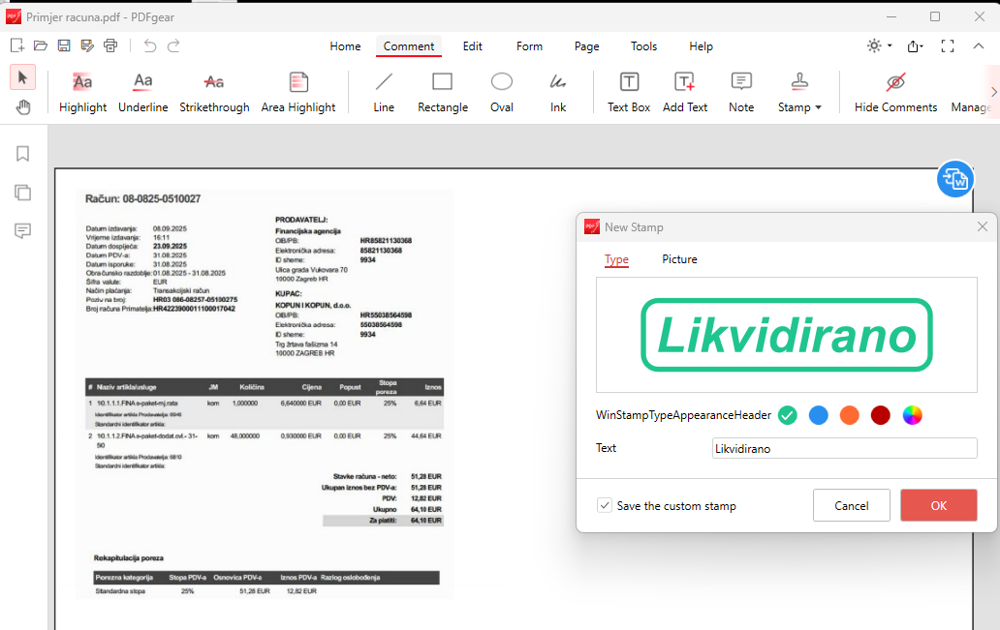 Primjer racuna.pdf - PDFgear
Home Comment Edit Form Page Tools Help
Highlight Underline Strikethrough Area Highlight Line Rectangle Oval Ink Text Box Add Text Note Stamp Hide Comments Manage
Račun: 08-0825-0510027
Datum izdavanja: 08.09.2025
Vrijeme izdavanja: 16:11
Datum dospijeća: 23.09.2025
Datum PDV-a: 31.08.2025
Datum isporuke: 31.08.2025
Obračunsko razdoblje: 01.08.2025 - 31.08.2025
Šifra valute: EUR
Način plaćanja: Transakcijski račun
Poziv na broj: HR03 086-08257-05100275
Broj računa Primatelja: HR4223900011100017042
PRODAVATELJ:
Financijska agencija
OIB/PB: HR85821130368
Elektronička adresa: 85821130368
ID sheme: 9934
Ulica grada Vukovara 70
10000 Zagreb HR
KUPAC:
KOPUN I KOPUN, d.o.o.
OIB/PB: HR55038564598
Elektronička adresa: 55038564598
ID sheme: 9934
Trg žrtava fašizma 14
10000 ZAGREB HR
# Naziv artikla/usluge JM Količina Cijena Popust Stopa poreza Iznos
1 10.1.1.1.FINA e-paket-mj.rata kom 1,000000 6,640000 EUR 0,00 EUR 25% 6,64 EUR
Identifikator artikla Prodavatelja:
Standardni identifikator artikla:
2 10.1.1.2.FINA e-paket-dodat.ovl.- 31-50 kom 48,000000 0,930000 EUR 0,00 EUR 25% 44,64 EUR
Identifikator artikla Prodavatelja:
Standardni identifikator artikla:
Stavke računa - neto: 51,28 EUR
Ukupan iznos bez PDV-a: 51,28 EUR
PDV: 12,82 EUR
Ukupno 64,10 EUR
Za platiti: 64,10 EUR
Rekapitulacija poreza
Porezna kategorija Stopa PDV-a Osnovica PDV-a Iznos PDV-a Razlog oslobođenja
Standardna stopa 25% 51,28 EUR 12,82 EUR
New Stamp
Type Picture
Likvidirano
WinStampTypeAppearanceHeader
Text Likvidirano
Save the custom stamp Cancel OK